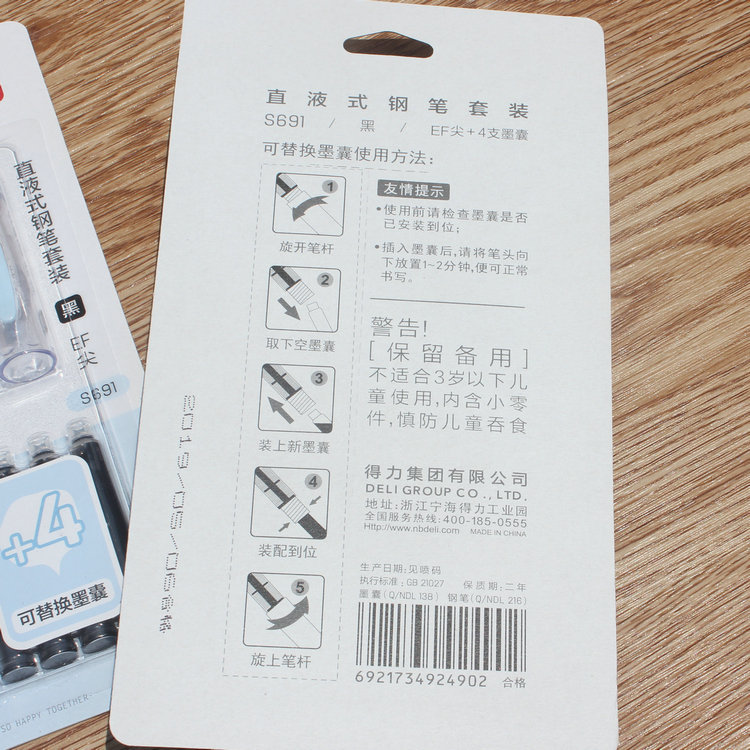 直液式钢笔套装
S691 / 黑 / EF尖+4支墨囊
可替换墨囊使用方法:
1
旋开笔杆
2
取下空墨囊
3
装上新墨囊
4
装配到位
5
旋上笔杆
友情提示
•使用前请检查墨囊是否
已安装到位;
•插入墨囊后,请将笔头向
下放置1~2分钟,便可正常
书写。
警告!
[保留备用]
不适合3岁以下儿
童使用,内含小零
件,慎防儿童吞食
得力集团有限公司
DELI GROUP CO., LTD.
地址:浙江宁海得力工业园
全国服务热线:400-185-0555
Http://www.nbdeli.com MADE IN CHINA
生产日期:见喷码
执行标准:GB 21027 保质期:二年
墨囊(Q/NDL 138) 钢笔(Q/NDL 216)
6921734924902 合格
直液式钢笔套装
黑
EF
尖
S691
+4
可替换墨囊
SO HAPPY TOGETHER